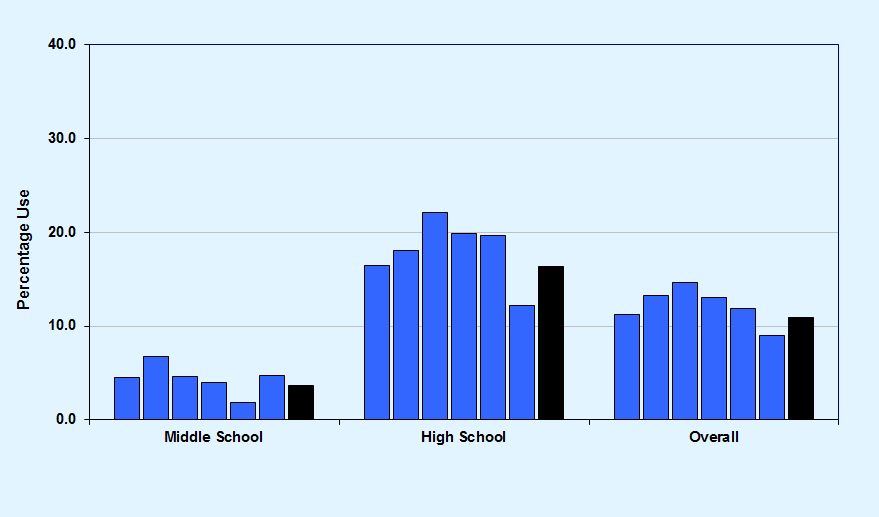 40.0
30.0
20.0
10.0
0.0
Percentage Use
Middle School
High School
Overall